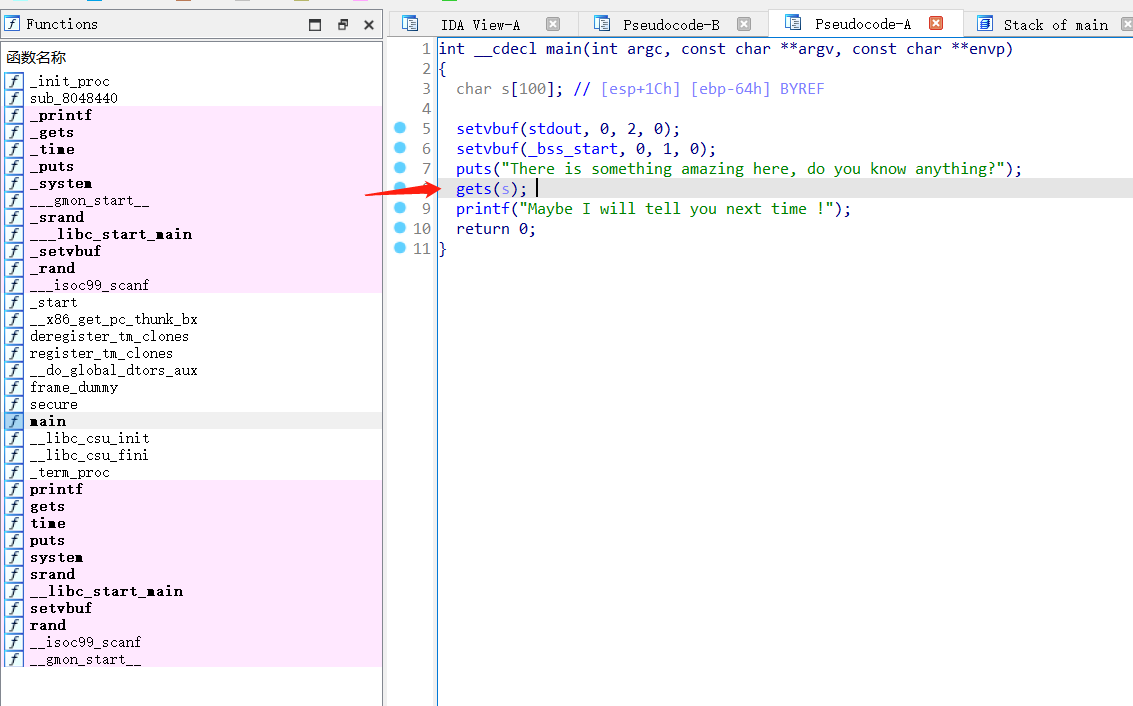 Functions
函数名称
_init_proc
sub_8048440
_printf
_gets
_time
_puts
_system
___gmon_start__
_srand
___libc_start_main
_setvbuf
_rand
___isoc99_scanf
_start
__x86_get_pc_thunk_bx
deregister_tm_clones
register_tm_clones
__do_global_dtors_aux
frame_dummy
secure
main
__libc_csu_init
__libc_csu_fini
_term_proc
printf
gets
time
puts
system
srand
__libc_start_main
setvbuf
rand
__isoc99_scanf
__gmon_start__
IDA View-A Pseudocode-B Pseudocode-A Stack of main
1 int __cdecl main(int argc, const char **argv, const char **envp)
2 {
3 char s[100]; // [esp+1Ch] [ebp-64h] BYREF
4
5 setvbuf(stdout, 0, 2, 0);
6 setvbuf(_bss_start, 0, 1, 0);
7 puts("There is something amazing here, do you know anything?");
gets(s);
9 printf("Maybe I will tell you next time !");
10 return 0;
11 }